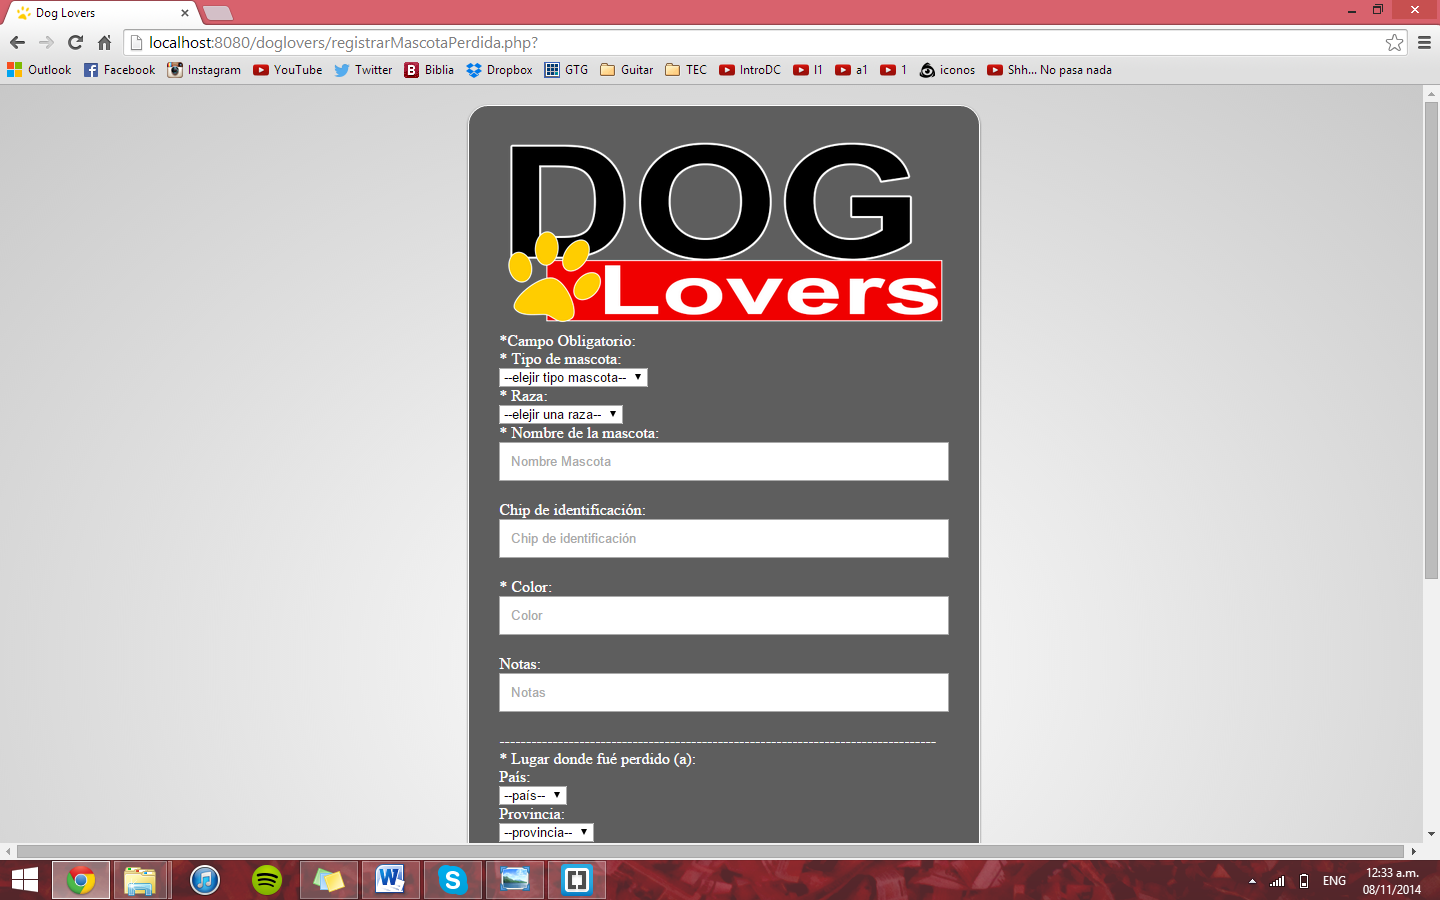 Dog Lovers
localhost:8080/doglovers/registrarMascotaPerdida.php?
Outlook Facebook Instagram YouTube Twitter Biblia Dropbox GTG Guitar TEC IntroDC I1 a1 1 iconos Shh... No pasa nada
DOG
Lovers
*Campo Obligatorio:
* Tipo de mascota:
--elejir tipo mascota--
* Raza:
--elejir una raza--
* Nombre de la mascota:
Nombre Mascota
Chip de identificación:
Chip de identificación
* Color:
Color
Notas:
Notas
* Lugar donde fué perdido (a):
País:
--país--
Provincia:
--provincia--
ENG
12:33 a.m.
08/11/2014